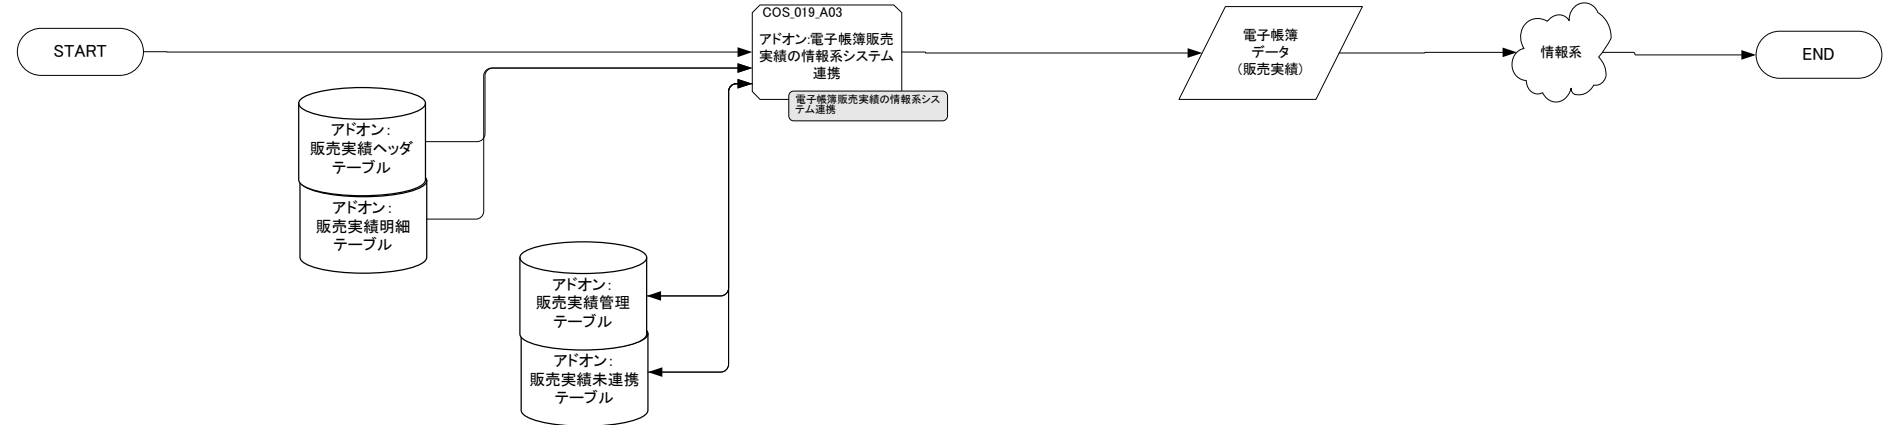 START
COS_019_A03
アドオン:電子帳簿販売
実績の情報系システム
連携
電子帳簿販売実績の情報系シス
テム連携
電子帳簿
データ
（販売実績）
情報系
END
アドオン：
販売実績ヘッダ
テーブル
アドオン：
販売実績明細
テーブル
アドオン：
販売実績管理
テーブル
アドオン：
販売実績未連携
テーブル